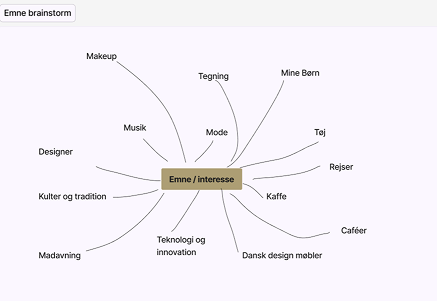 Emne brainstorm
Makeup
Tegning
Mine Børn
Musik
Mode
Tøj
Designer
Rejser
Emne / interesse
Kulter og tradition
Kaffe
Caféer
Teknologi og
innovation
Madavning
Dansk design møbler